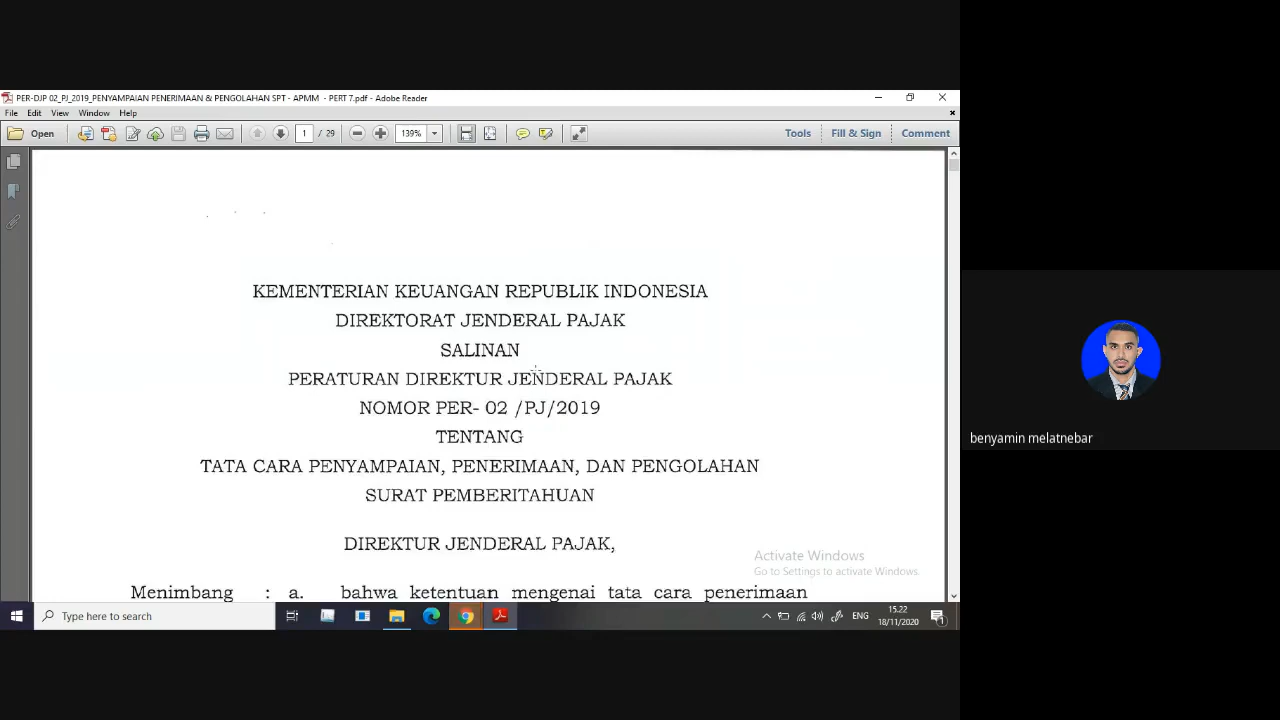 PER-DJP 02_PJ_2019_PENYAMPAIAN PENERIMAAN & PENGOLAHAN SPT - APMM - PERT 7.pdf - Adobe Reader
File Edit View Window Help
Open 1 / 29 139% Tools Fill & Sign Comment
KEMENTERIAN KEUANGAN REPUBLIK INDONESIA
DIREKTORAT JENDERAL PAJAK
SALINAN
PERATURAN DIREKTUR JENDERAL PAJAK
NOMOR PER- 02 /PJ/2019
TENTANG
TATA CARA PENYAMPAIAN, PENERIMAAN, DAN PENGOLAHAN
SURAT PEMBERITAHUAN
DIREKTUR JENDERAL PAJAK,
Menimbang : a. bahwa ketentuan mengenai tata cara penerimaan
Activate Windows
Go to Settings to activate Windows.
Type here to search
ENG
15.22
18/11/2020
1
benyamin melatnebar